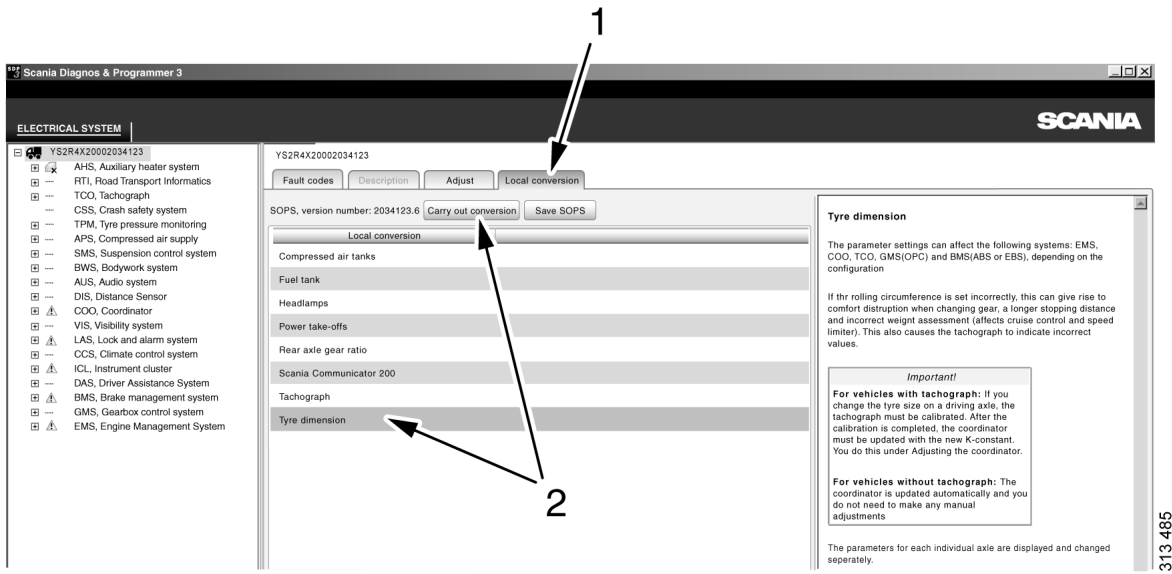 1
SDP 3 Scania Diagnos & Programmer 3
SCANIA
ELECTRICAL SYSTEM
YS2R4X20002034123
AHS, Auxiliary heater system
RTI, Road Transport Informatics
TCO, Tachograph
CSS, Crash safety system
TPM, Tyre pressure monitoring
APS, Compressed air supply
SMS, Suspension control system
BWS, Bodywork system
AUS, Audio system
DIS, Distance Sensor
COO, Coordinator
VIS, Visibility system
LAS, Lock and alarm system
CCS, Climate control system
ICL, Instrument cluster
DAS, Driver Assistance System
BMS, Brake management system
GMS, Gearbox control system
EMS, Engine Management System
YS2R4X20002034123
Fault codes Description Adjust Local conversion
SOPS, version number: 2034123.6 Carry out conversion Save SOPS
Local conversion
Compressed air tanks
Fuel tank
Headlamps
Power take-offs
Rear axle gear ratio
Scania Communicator 200
Tachograph
Tyre dimension
2
Tyre dimension
The parameter settings can affect the following systems: EMS,
COO, TCO, GMS(OPC) and BMS(ABS or EBS), depending on the
configuration
If thr rolling circumference is set incorrectly, this can give rise to
comfort distruption when changing gear, a longer stopping distance
and incorrect weignt assessment (affects cruise control and speed
limiter). This also causes the tachograph to indicate incorrect
values.
Important!
For vehicles with tachograph: If you
change the tyre size on a driving axle, the
tachograph must be calibrated. After the
calibration is completed, the coordinator
must be updated with the new K-constant.
You do this under Adjusting the coordinator.
For vehicles without tachograph: The
coordinator is updated automatically and you
do not need to make any manual
adjustments
The parameters for each individual axle are displayed and changed
seperately.
313 485